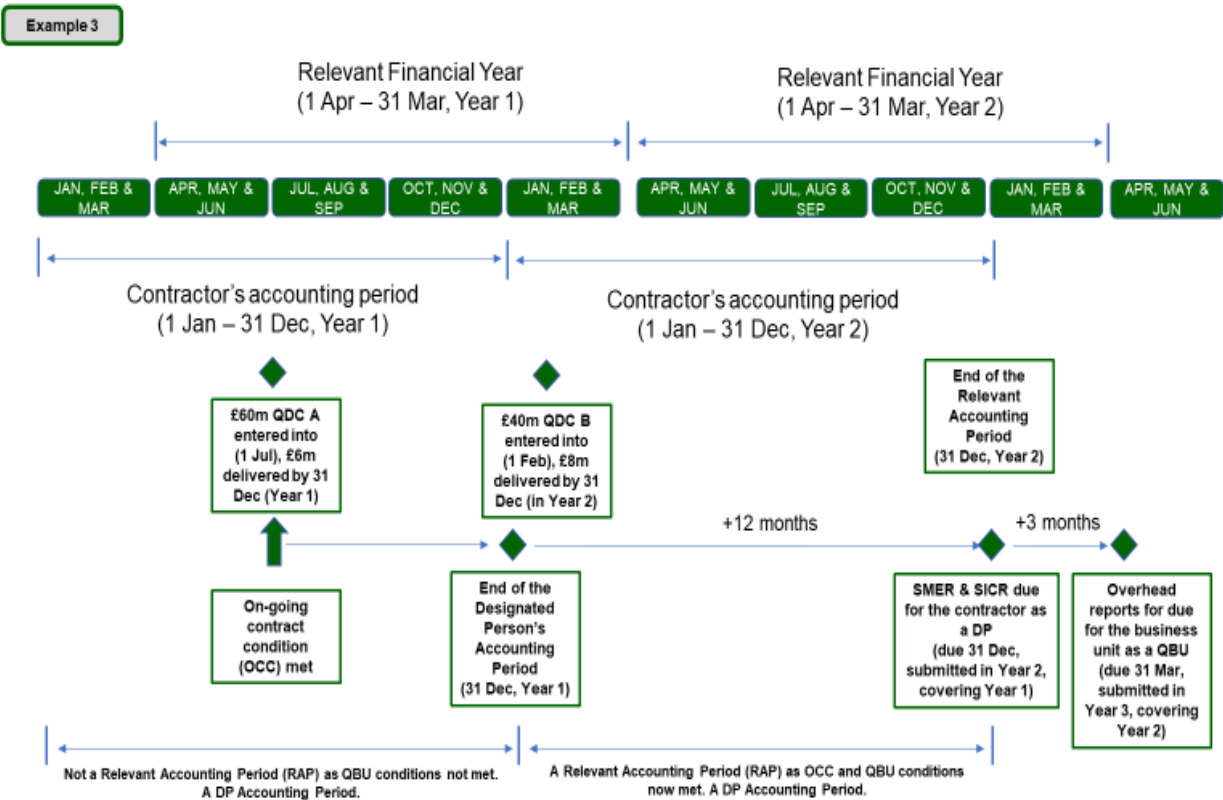 Example 3
Relevant Financial Year
(1 Apr – 31 Mar, Year 1)
Relevant Financial Year
(1 Apr – 31 Mar, Year 2)
JAN, FEB &
MAR
APR, MAY &
JUN
JUL, AUG &
SEP
OCT, NOV &
DEC
JAN, FEB &
MAR
APR, MAY &
JUN
JUL, AUG &
SEP
OCT, NOV &
DEC
JAN, FEB &
MAR
APR, MAY &
JUN
Contractor's accounting period
(1 Jan – 31 Dec, Year 1)
Contractor's accounting period
(1 Jan – 31 Dec, Year 2)
£60m QDC A
entered into
(1 Jul), £6m
delivered by 31
Dec (Year 1)
£40m QDC B
entered into
(1 Feb), £8m
delivered by 31
Dec (in Year 2)
End of the
Relevant
Accounting
Period
(31 Dec, Year 2)
+12 months
+3 months
On-going
contract
condition
(OCC) met
End of the
Designated
Person's
Accounting
Period
(31 Dec, Year 1)
SMER & SICR due
for the contractor as
a DP
(due 31 Dec,
submitted in Year 2,
covering Year 1)
Overhead
reports for due
for the business
unit as a QBU
(due 31 Mar,
submitted in
Year 3, covering
Year 2)
Not a Relevant Accounting Period (RAP) as QBU conditions not met.
A DP Accounting Period.
A Relevant Accounting Period (RAP) as OCC and QBU conditions
now met. A DP Accounting Period.